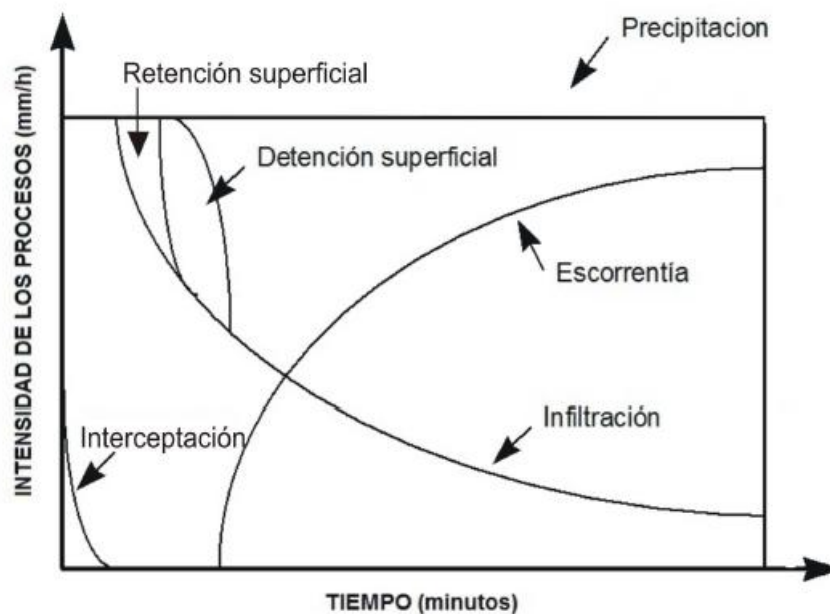 Precipitacion
Retención superficial
Detención superficial
Escorrentía
Infiltración
Interceptación
INTENSIDAD DE LOS PROCESOS (mm/h)
TIEMPO (minutos)